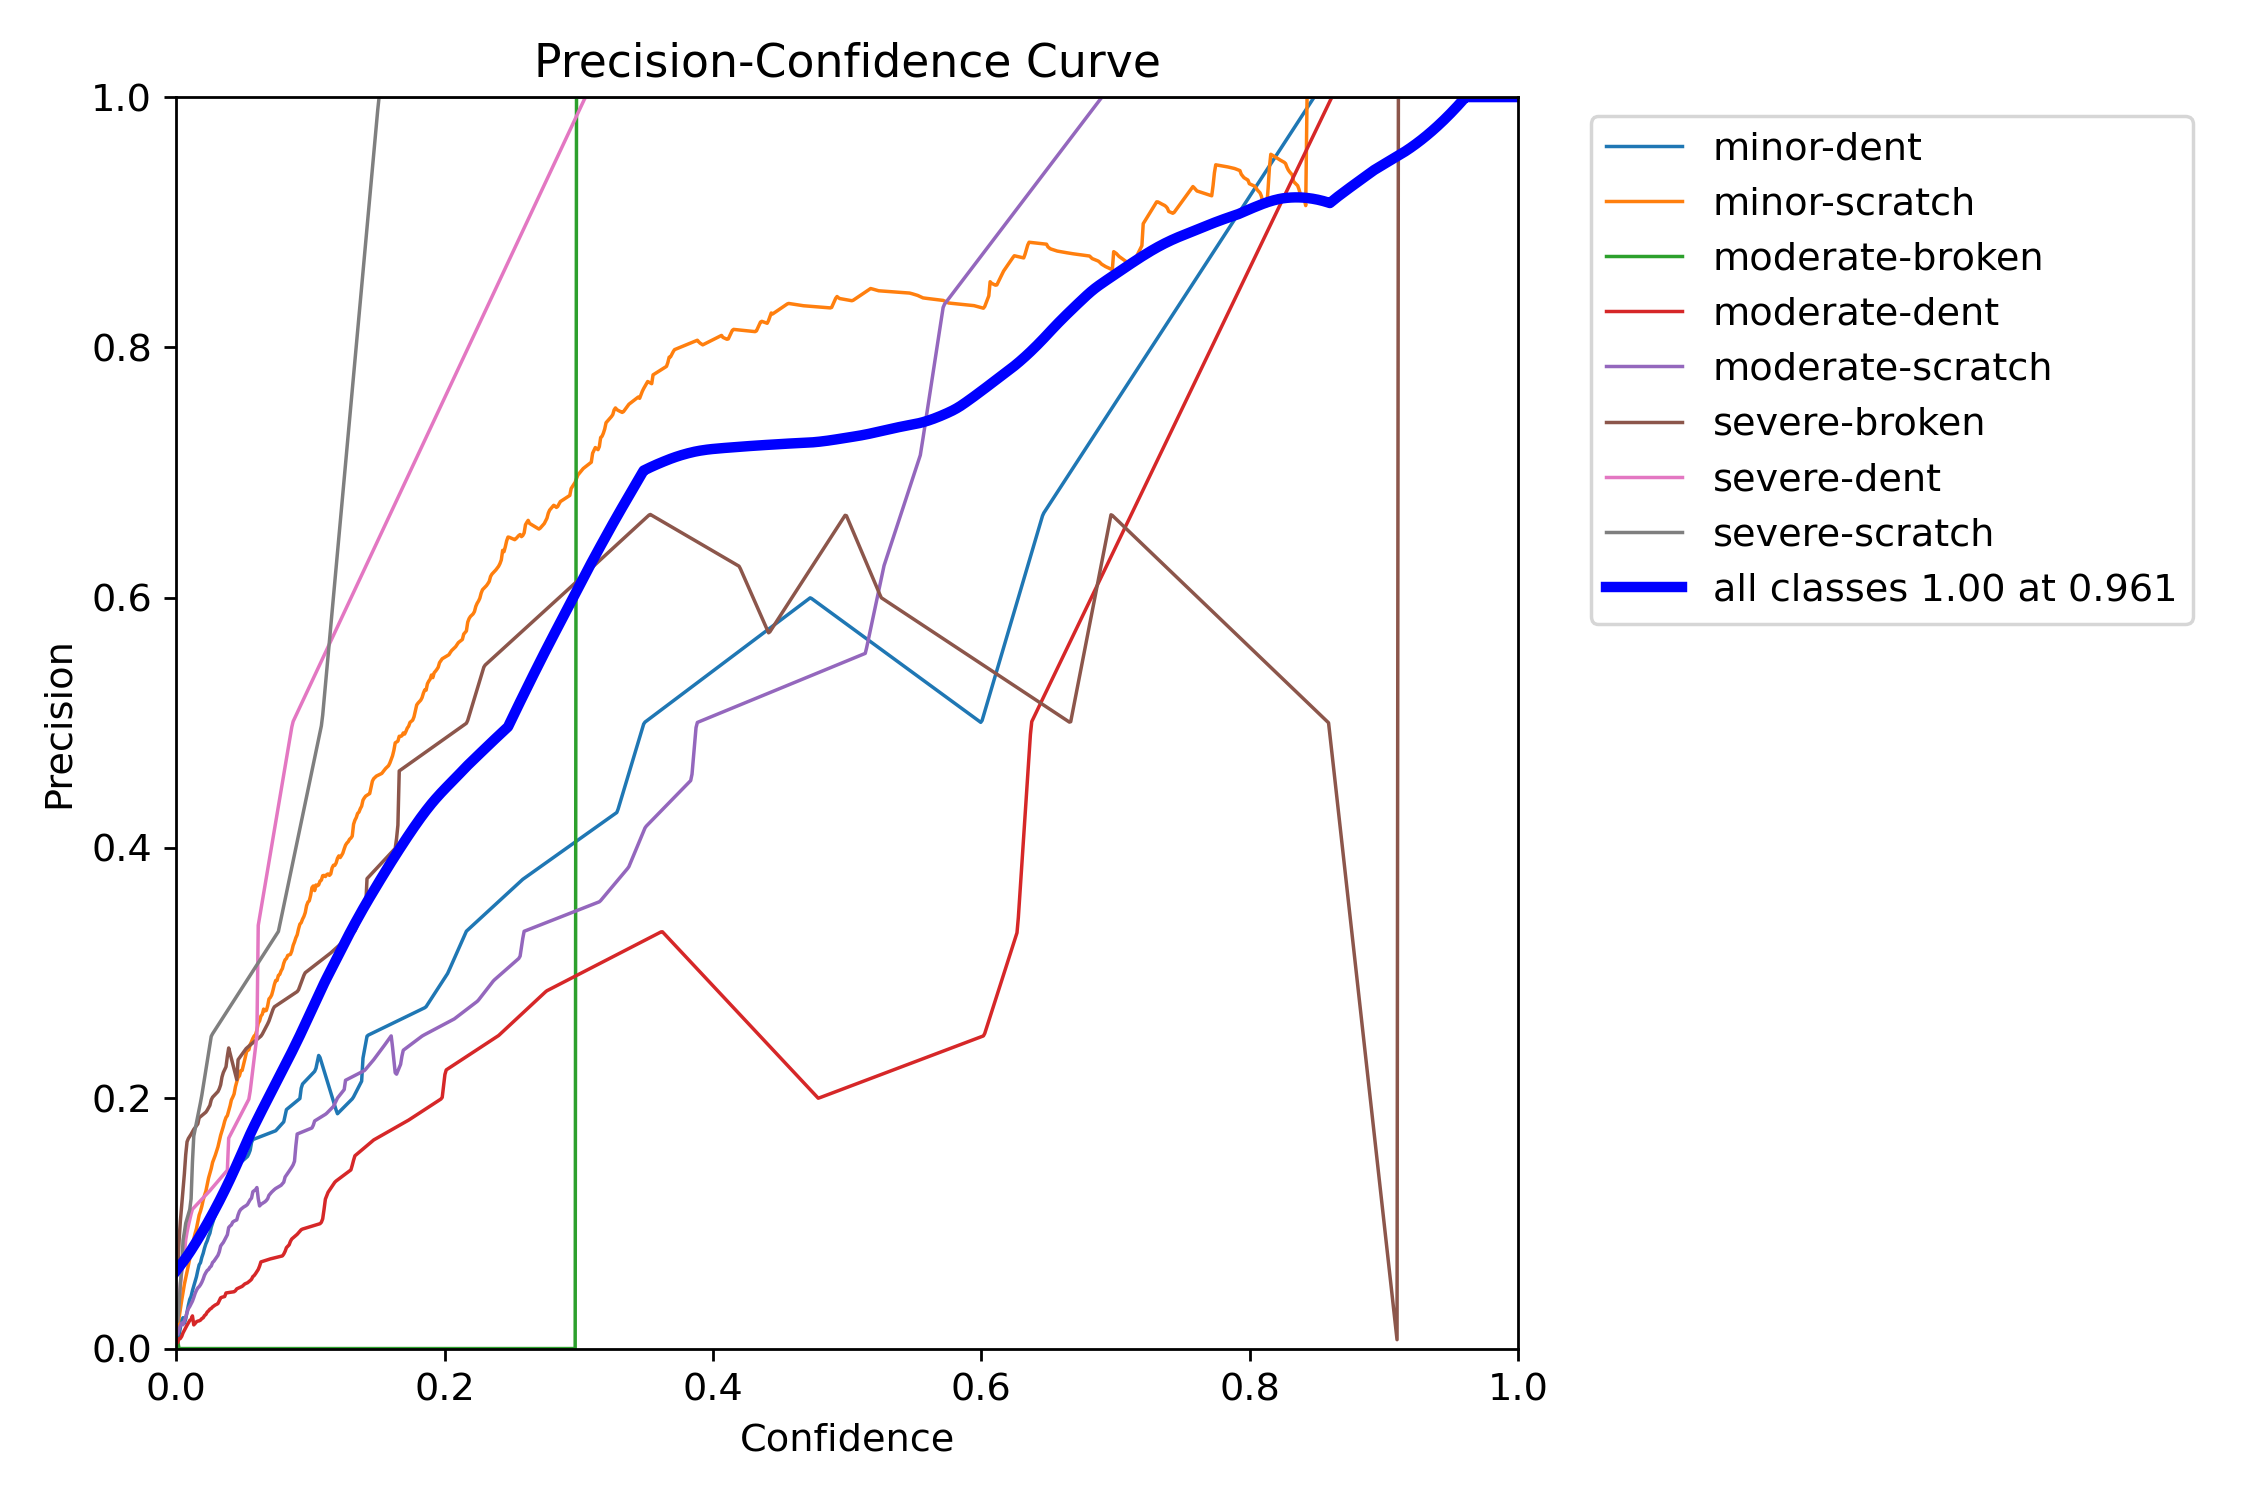 Precision-Confidence Curve
1.0
0.8
0.6
0.4
0.2
0.0
Precision
0.0 0.2 0.4 0.6 0.8 1.0
Confidence
minor-dent
minor-scratch
moderate-broken
moderate-dent
moderate-scratch
severe-broken
severe-dent
severe-scratch
all classes 1.00 at 0.961